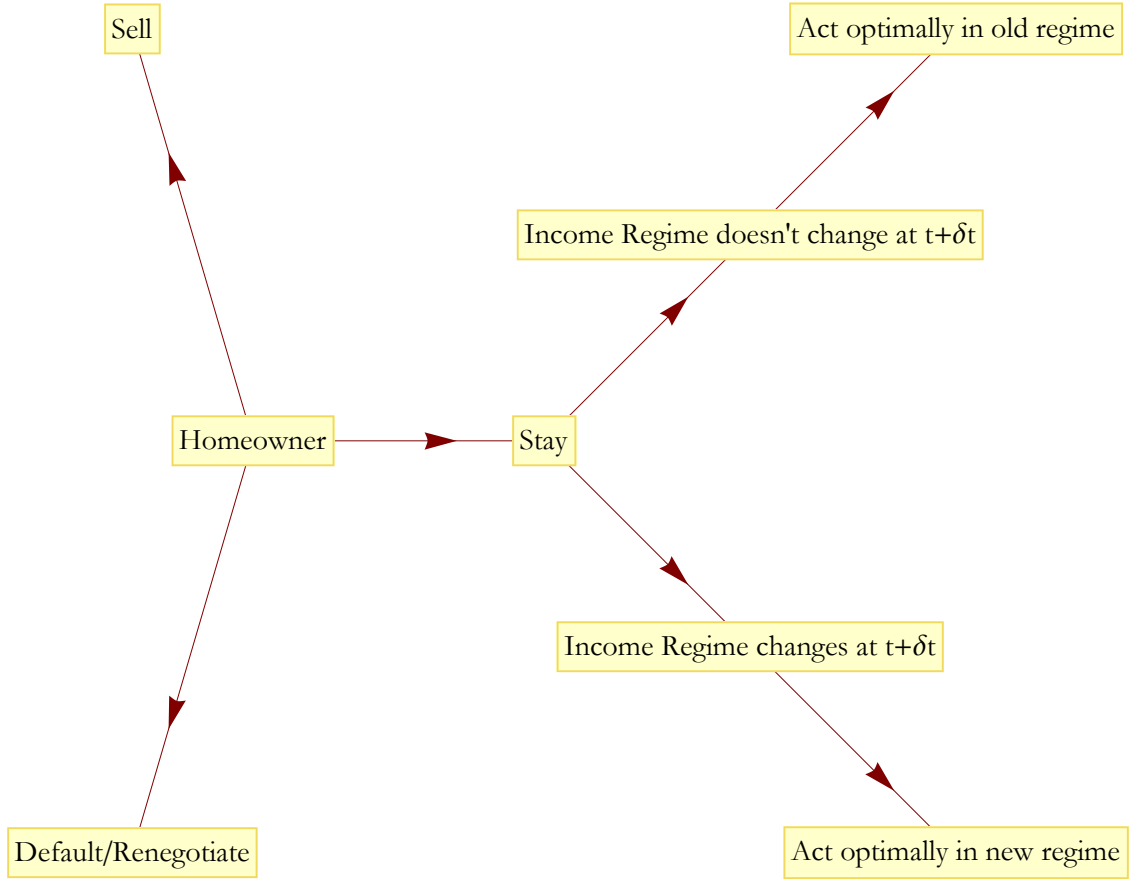 Sell
Act optimally in old regime
Income Regime doesn't change at t+δt
Homeowner
Stay
Income Regime changes at t+δt
Default/Renegotiate
Act optimally in new regime